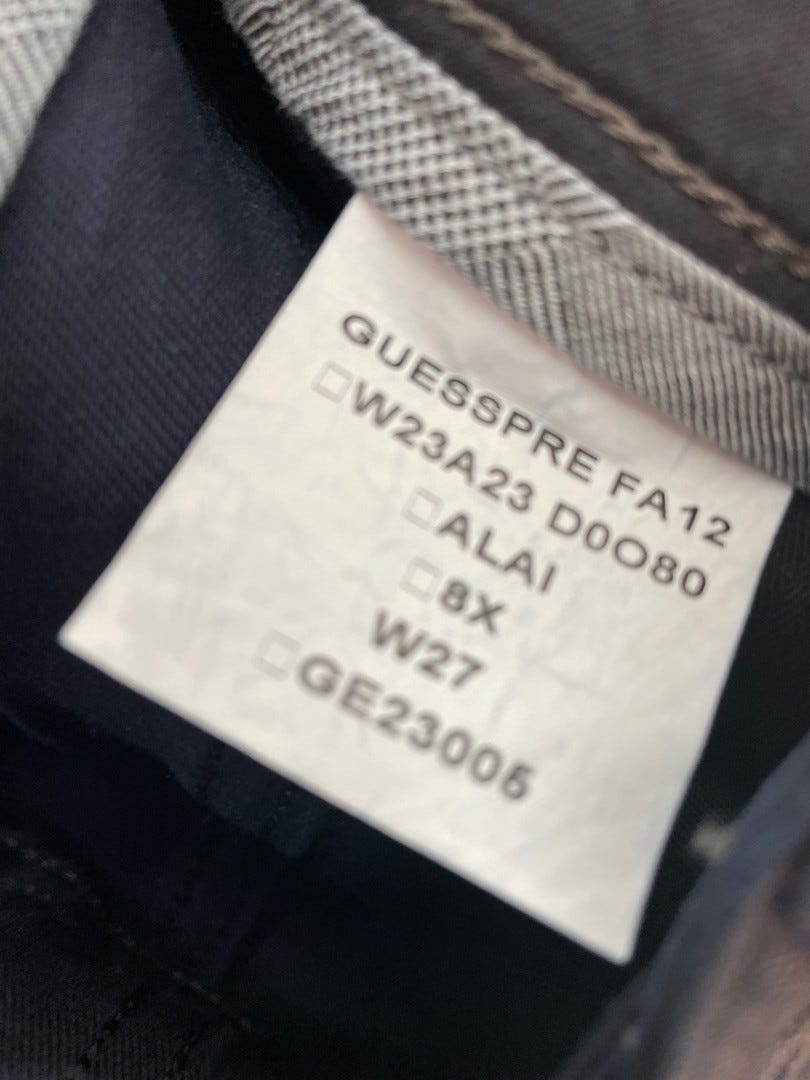 GUESSPRE FA12
□W23A23 D0O80
□ALAI
□8X
W27
□GE23005